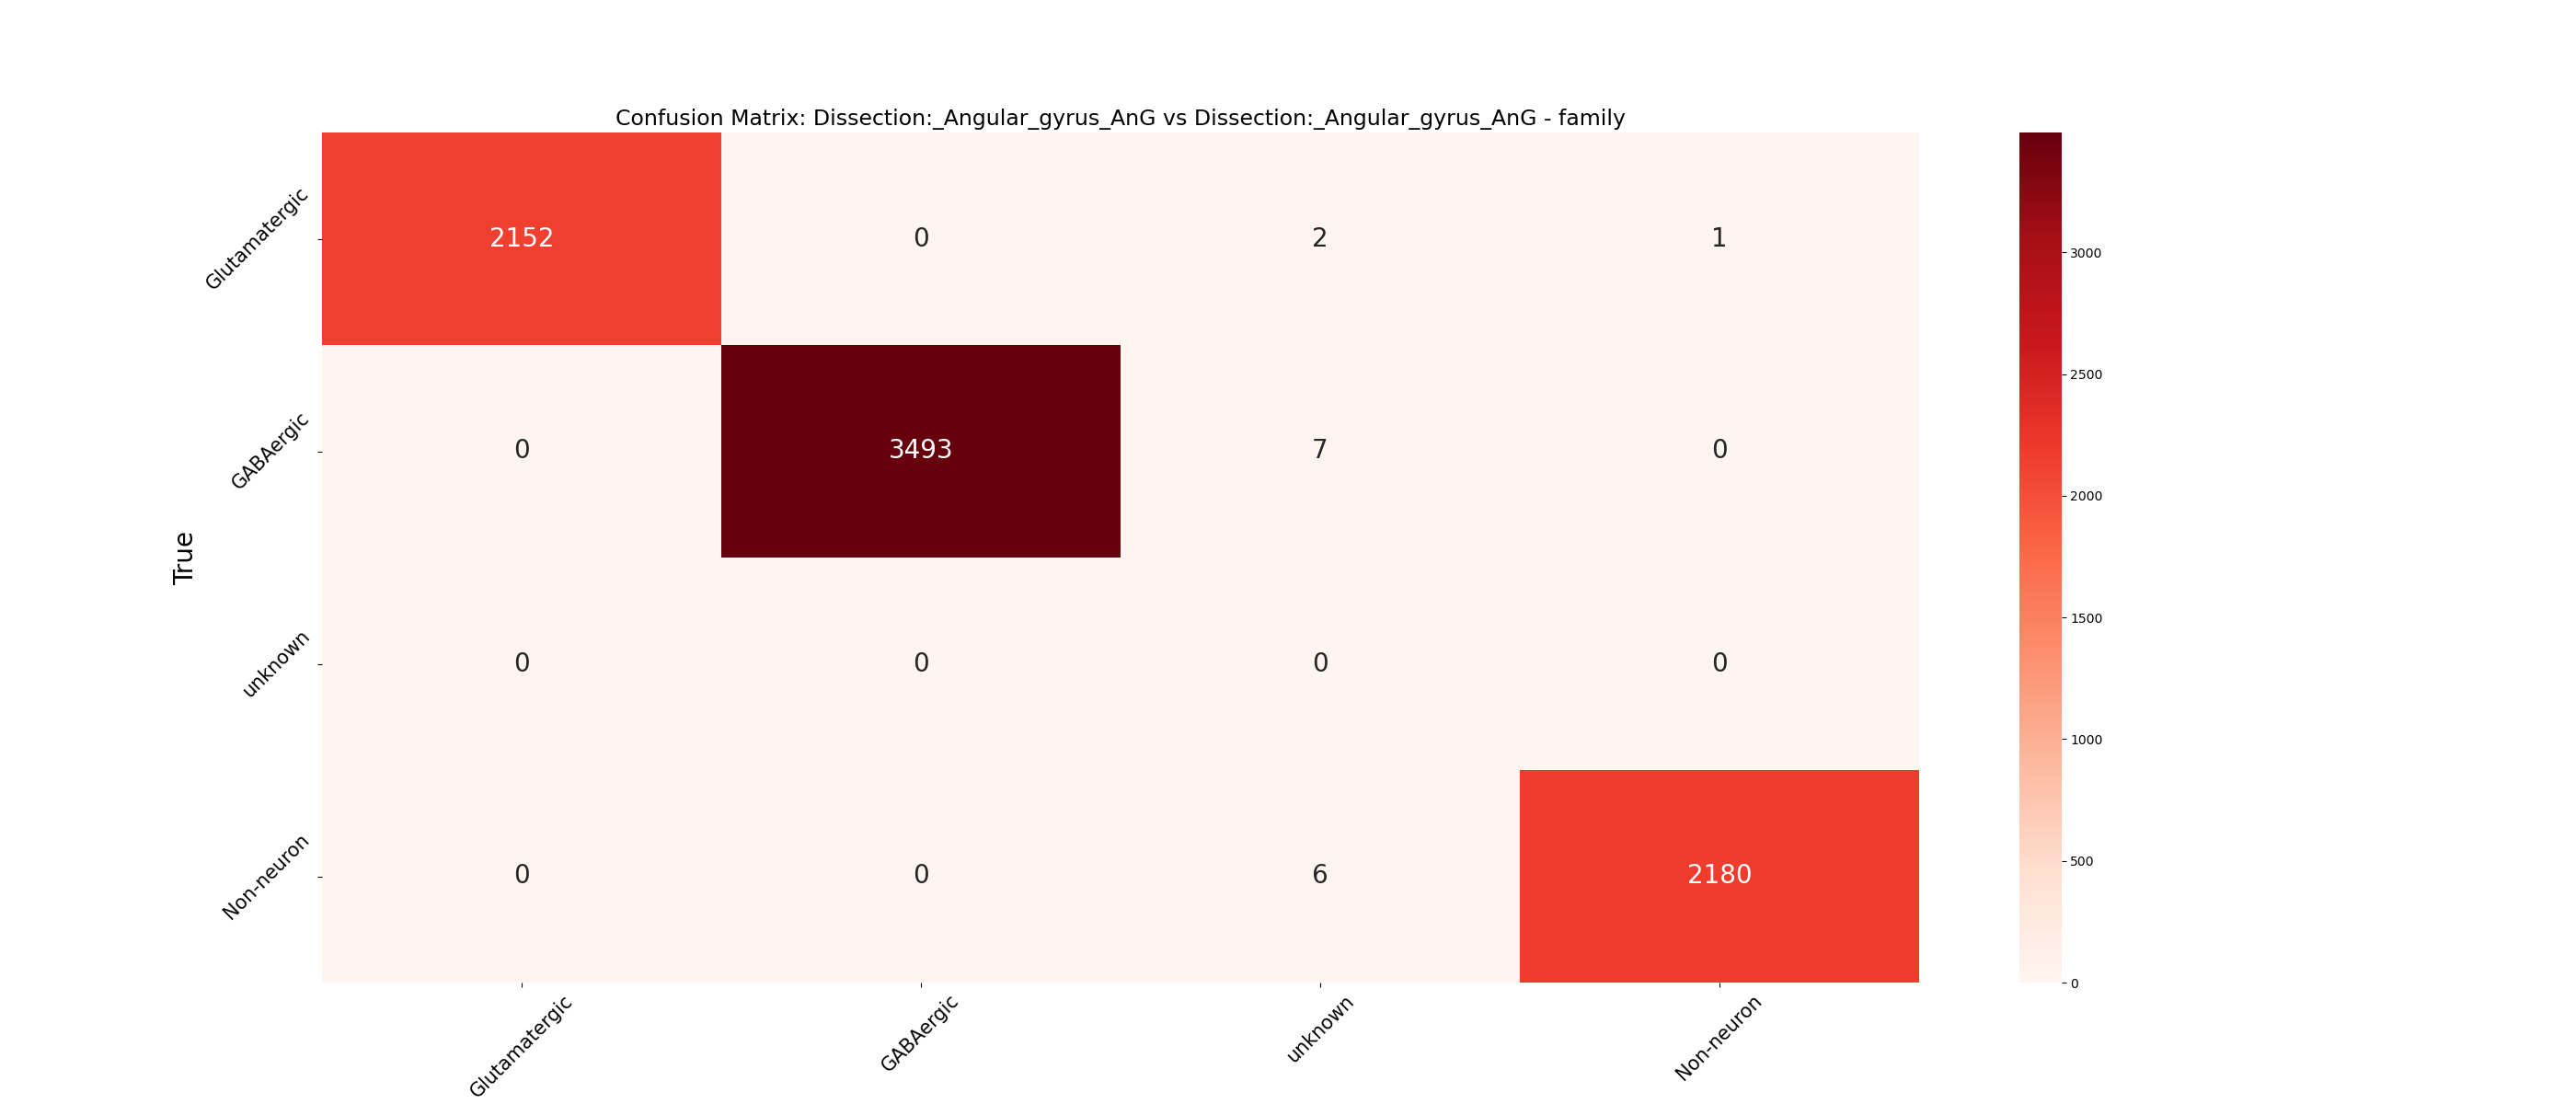 Confusion Matrix: Dissection:_Angular_gyrus_AnG vs Dissection:_Angular_gyrus_AnG - family
True
Glutamatergic
2152 0 2 1
GABAergic
0 3493 7 0
unknown
0 0 0 0
Non-neuron
0 0 6 2180
Glutamatergic GABAergic unknown Non-neuron
3000
2500
2000
1500
1000
500
0